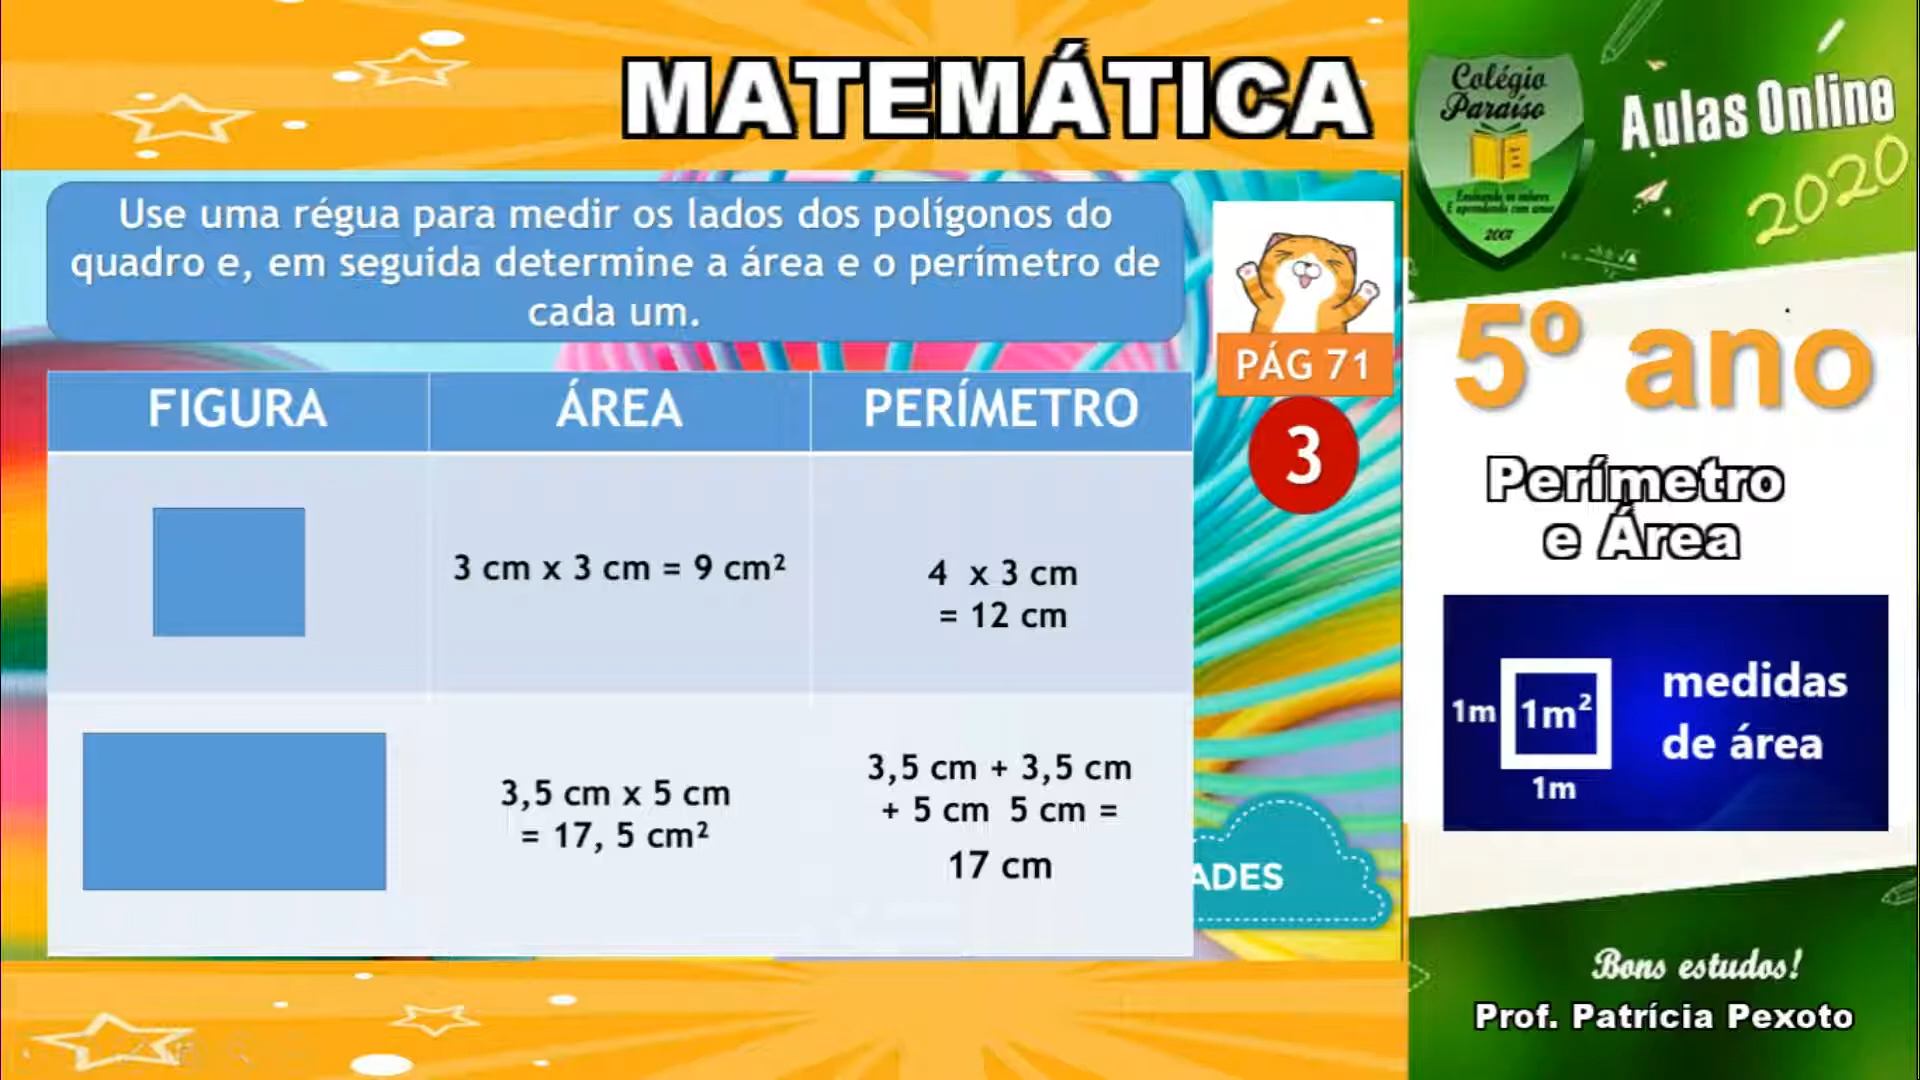 MATEMÁTICA
Use uma régua para medir os lados dos polígonos do
quadro e, em seguida determine a área e o perímetro de
cada um.
PÁG 71
3
FIGURA ÁREA PERÍMETRO
3 cm x 3 cm = 9 cm²
4 x 3 cm
= 12 cm
3,5 cm x 5 cm
= 17, 5 cm²
3,5 cm + 3,5 cm
+ 5 cm 5 cm =
17 cm
ADES
Colégio
Paraíso
2007
Aulas Online
2020
5º ano
Perímetro
e Área
1m
1m²
1m
medidas
de área
Bons estudos!
Prof. Patrícia Pexoto